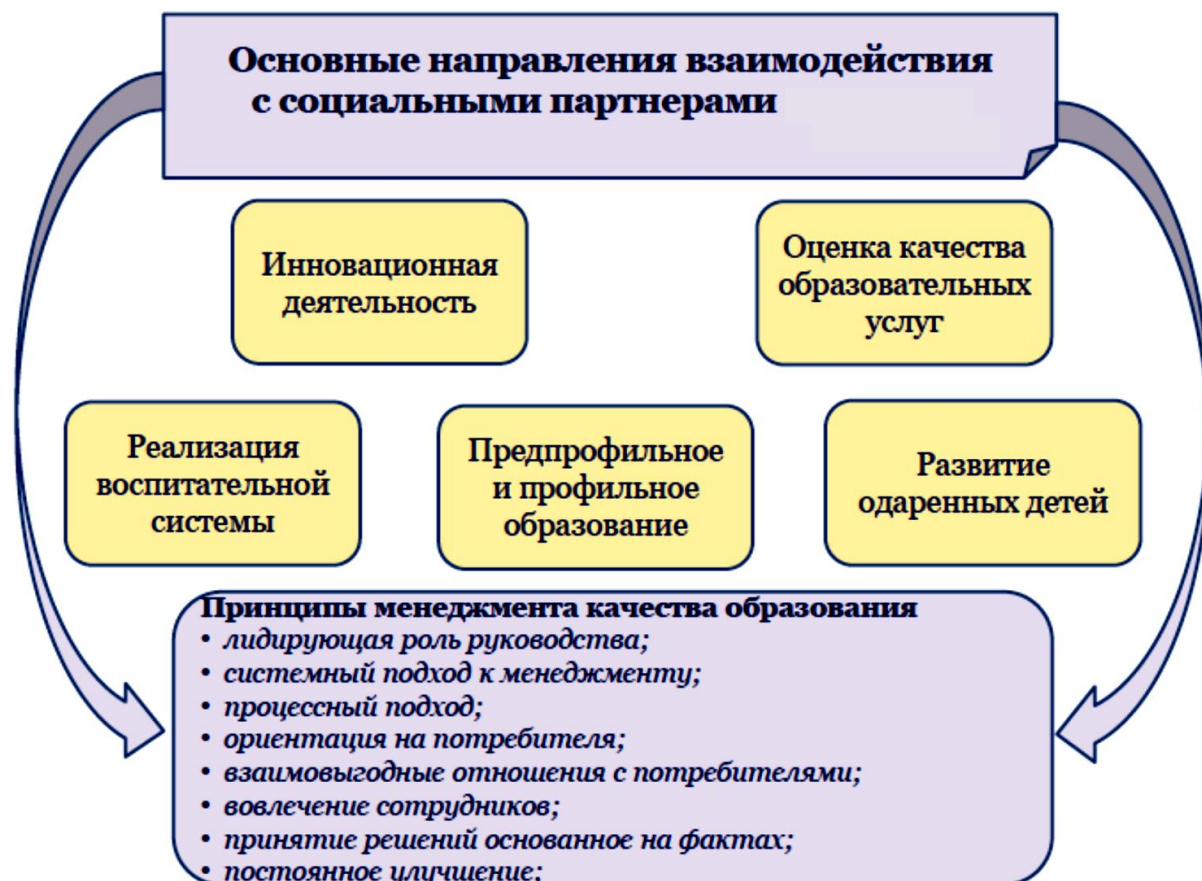 Основные направления взаимодействия
с социальными партнерами
Инновационная
деятельность
Оценка качества
образовательных
услуг
Реализация
воспитательной
системы
Предпрофильное
и профильное
образование
Развитие
одаренных детей
Принципы менеджмента качества образования
• лидирующая роль руководства;
• системный подход к менеджменту;
• процессный подход;
• ориентация на потребителя;
• взаимовыгодные отношения с потребителями;
• вовлечение сотрудников;
• принятие решений основанное на фактах;
• постоянное улучшение;